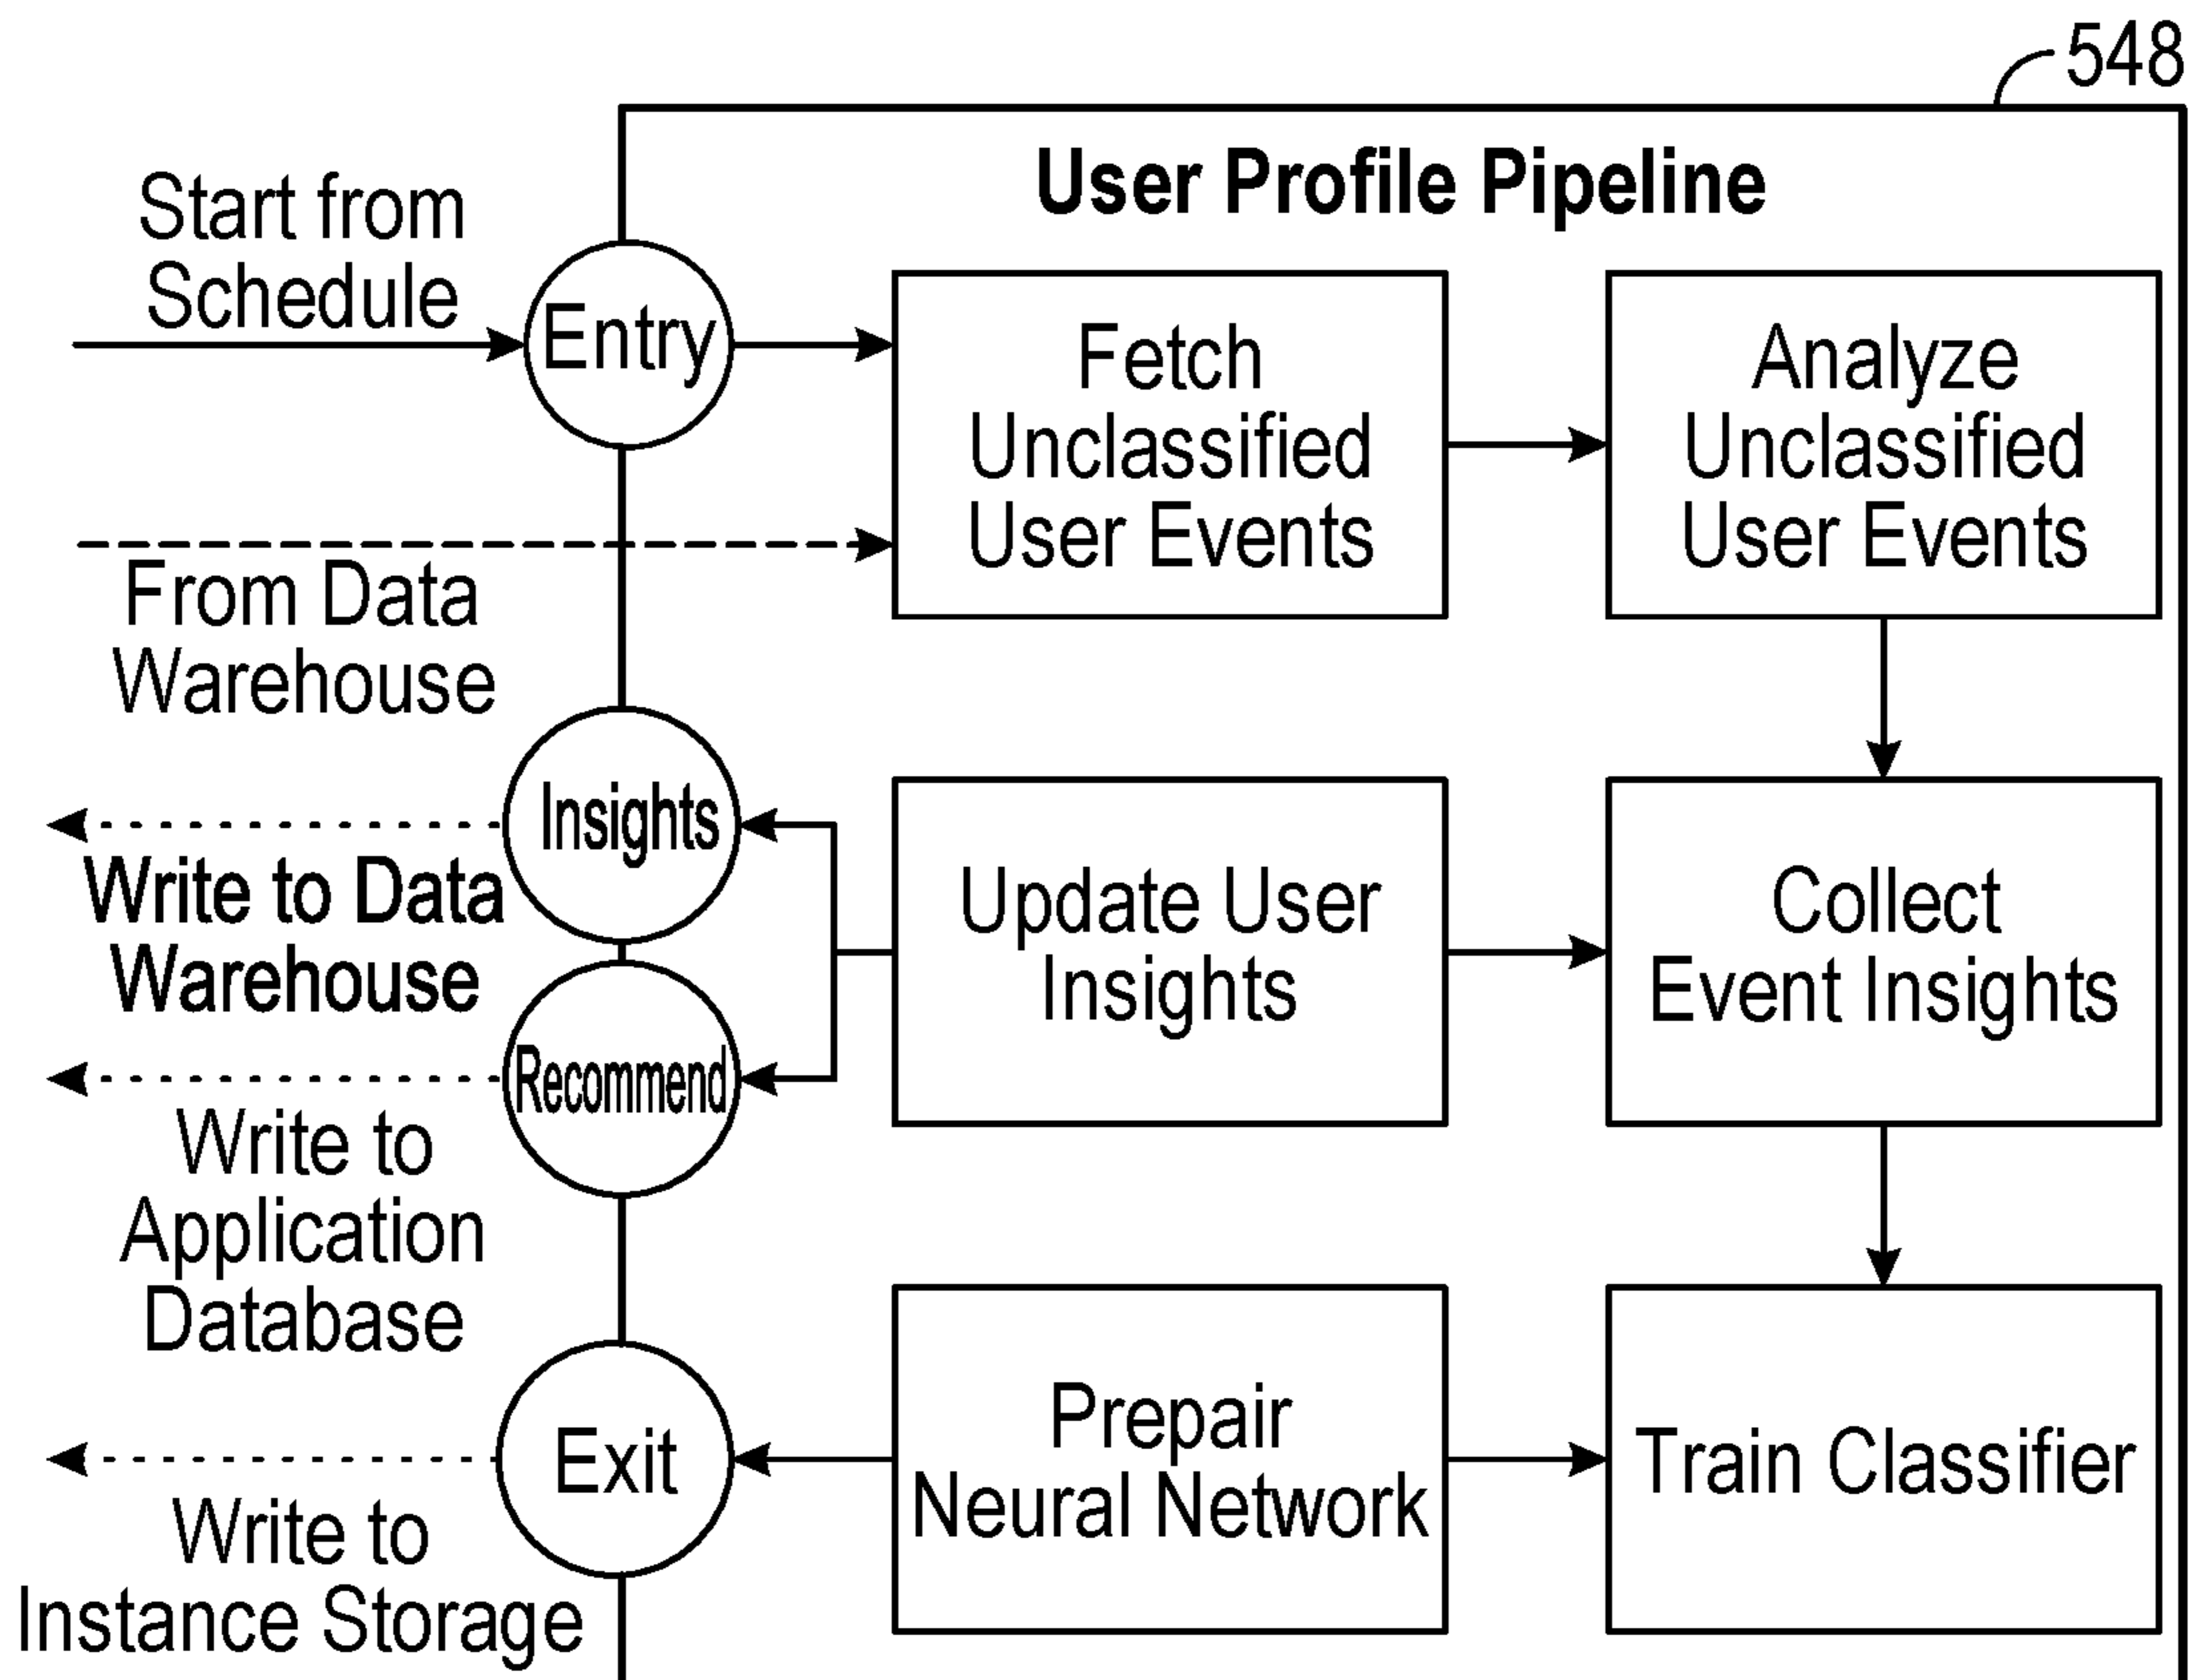 548
User Profile Pipeline
Start from
Schedule
Entry
Fetch
Unclassified
User Events
Analyze
Unclassified
User Events
From Data
Warehouse
Insights
Write to Data
Warehouse
Update User
Insights
Collect
Event Insights
Recommend
Write to
Application
Database
Exit
Prepair
Neural Network
Train Classifier
Write to
Instance Storage